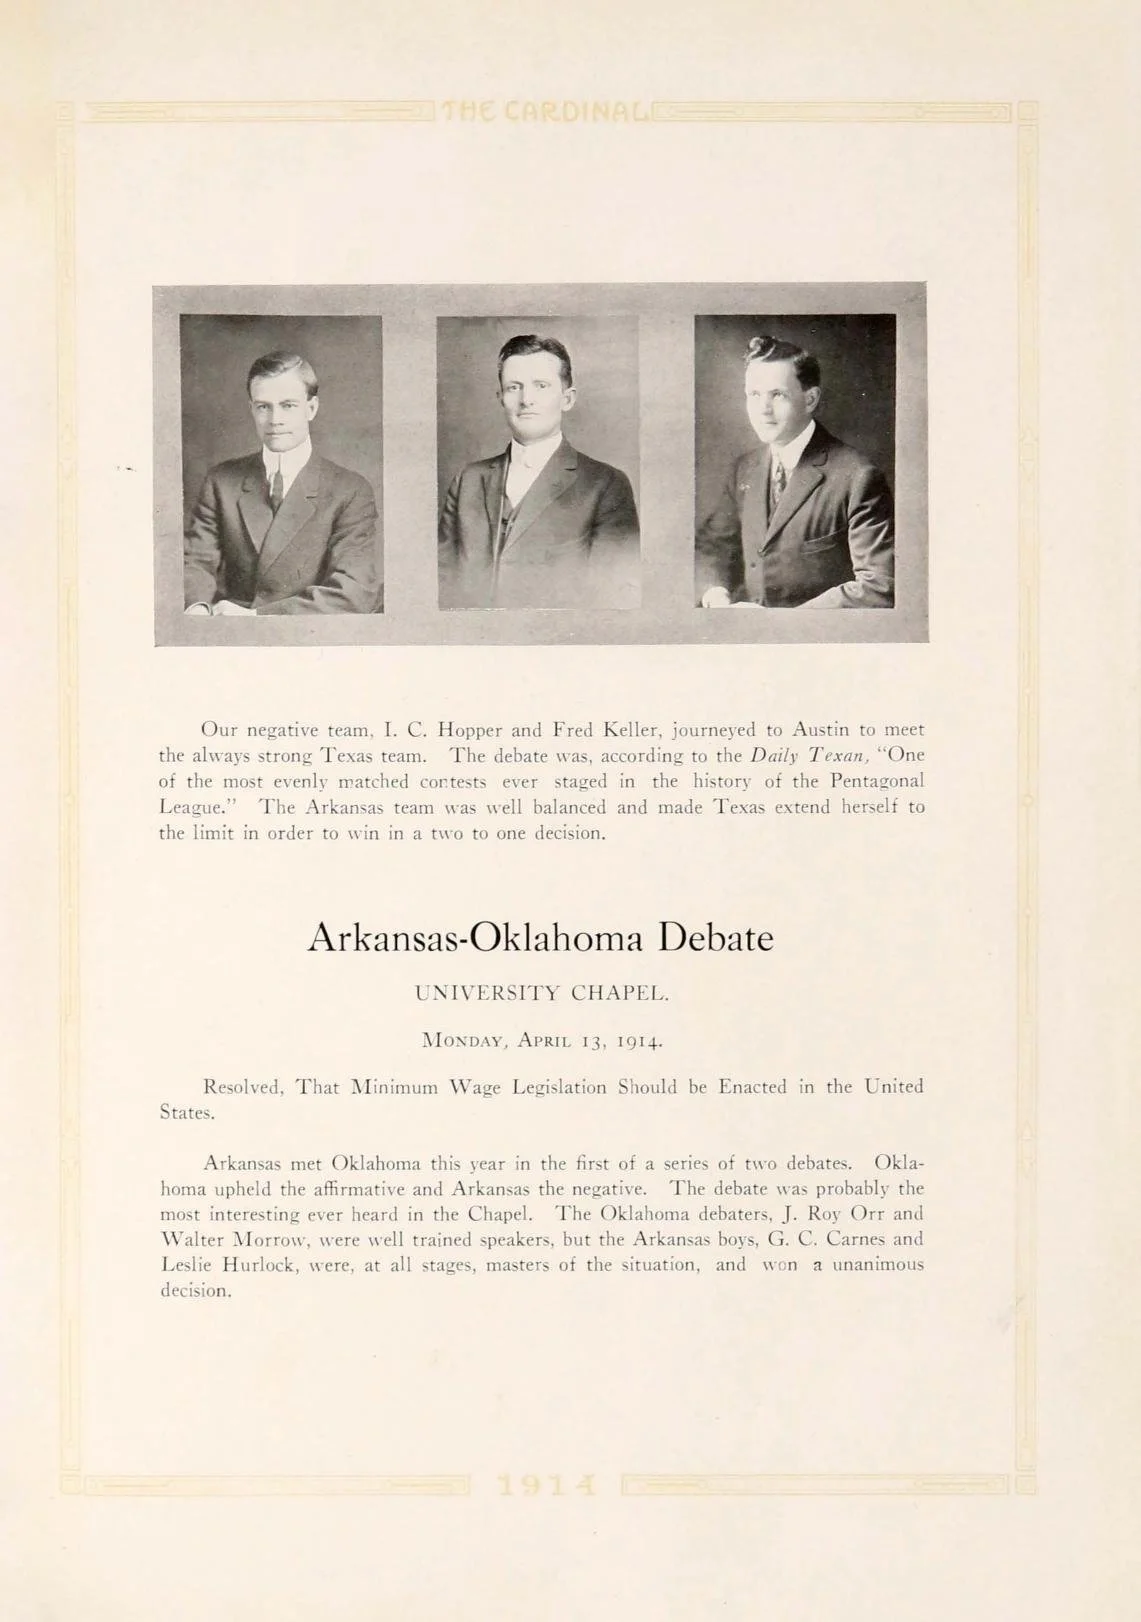 THE CARDINAL
Our negative team, I. C. Hopper and Fred Keller, journeyed to Austin to meet
the always strong Texas team. The debate was, according to the Daily Texan, "One
of the most evenly matched contests ever staged in the history of the Pentagonal
League." The Arkansas team was well balanced and made Texas extend herself to
the limit in order to win in a two to one decision.
Arkansas-Oklahoma Debate
UNIVERSITY CHAPEL.
MONDAY, APRIL 13, 1914.
Resolved, That Minimum Wage Legislation Should be Enacted in the United
States.
Arkansas met Oklahoma this year in the first of a series of two debates. Okla-
homa upheld the affirmative and Arkansas the negative. The debate was probably the
most interesting ever heard in the Chapel. The Oklahoma debaters, J. Roy Orr and
Walter Morrow, were well trained speakers, but the Arkansas boys, G. C. Carnes and
Leslie Hurlock, were, at all stages, masters of the situation, and won a unanimous
decision.
1914